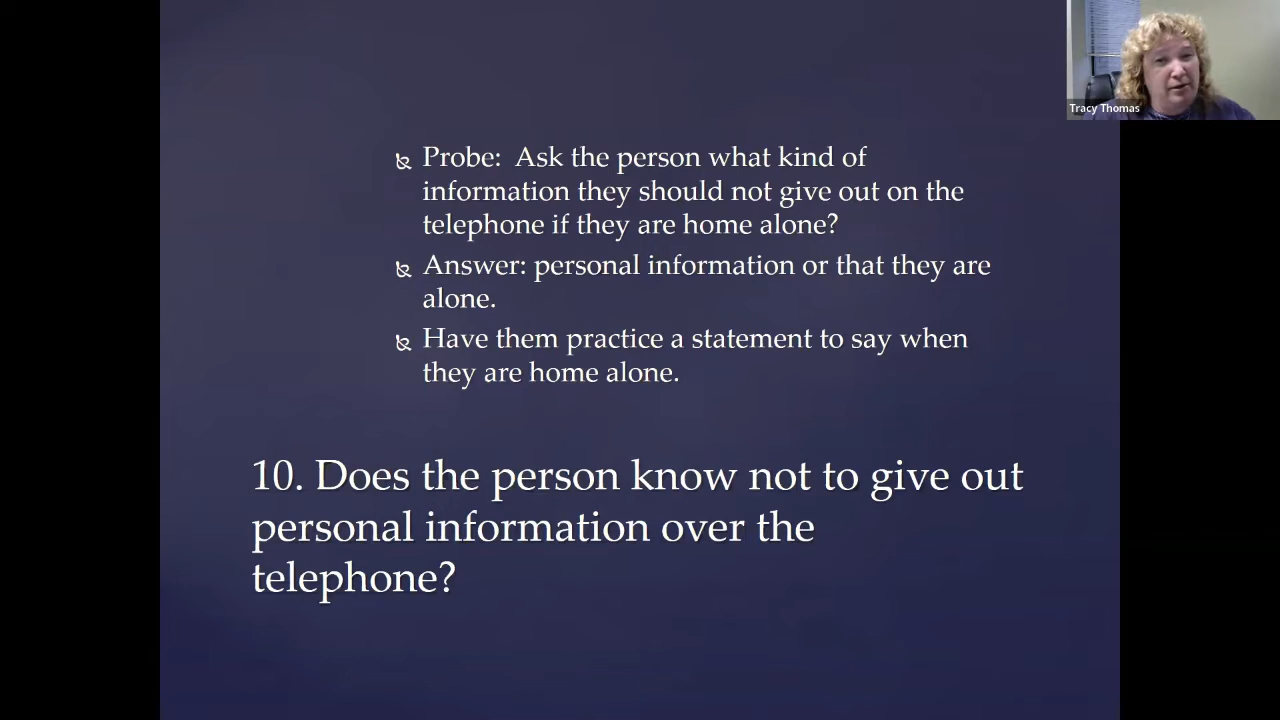 Tracy Thomas
Probe:  Ask the person what kind of
information they should not give out on the
telephone if they are home alone?
Answer: personal information or that they are
alone.
Have them practice a statement to say when
they are home alone.
10. Does the person know not to give out
personal information over the
telephone?